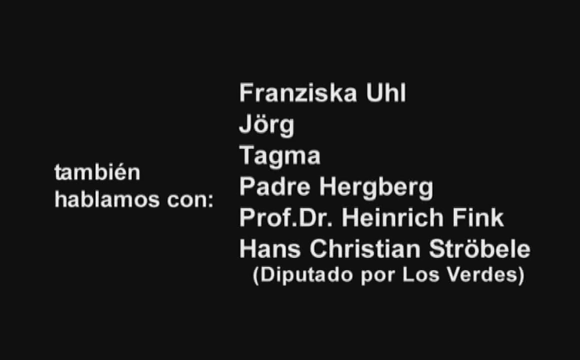 también
hablamos con:
Franziska Uhl
Jörg
Tagma
Padre Hergberg
Prof.Dr. Heinrich Fink
Hans Christian Ströbele
(Diputado por Los Verdes)